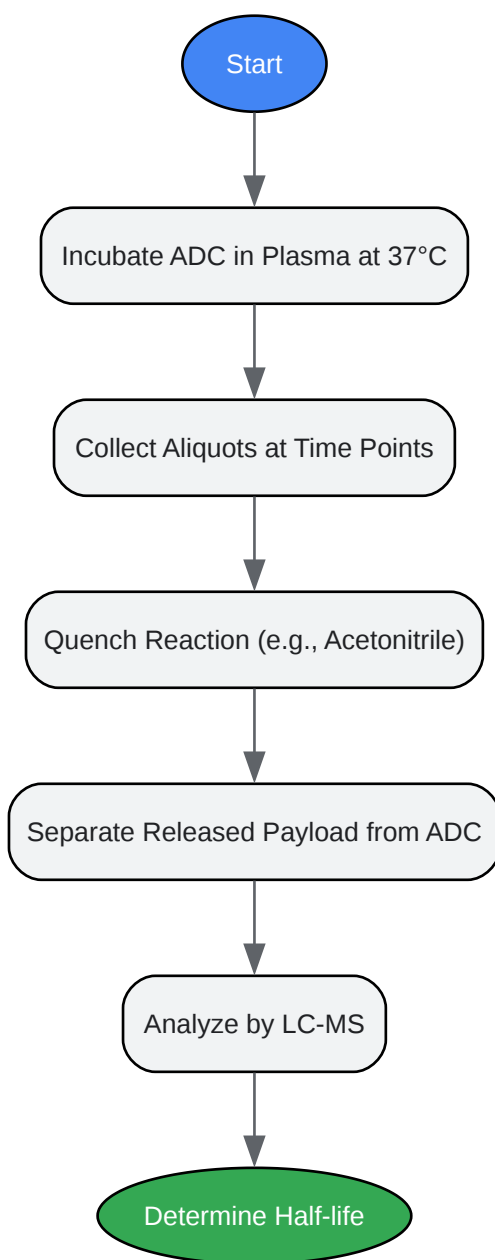 Start
Incubate ADC in Plasma at 37°C
Collect Aliquots at Time Points
Quench Reaction (e.g., Acetonitrile)
Separate Released Payload from ADC
Analyze by LC-MS
Determine Half-life